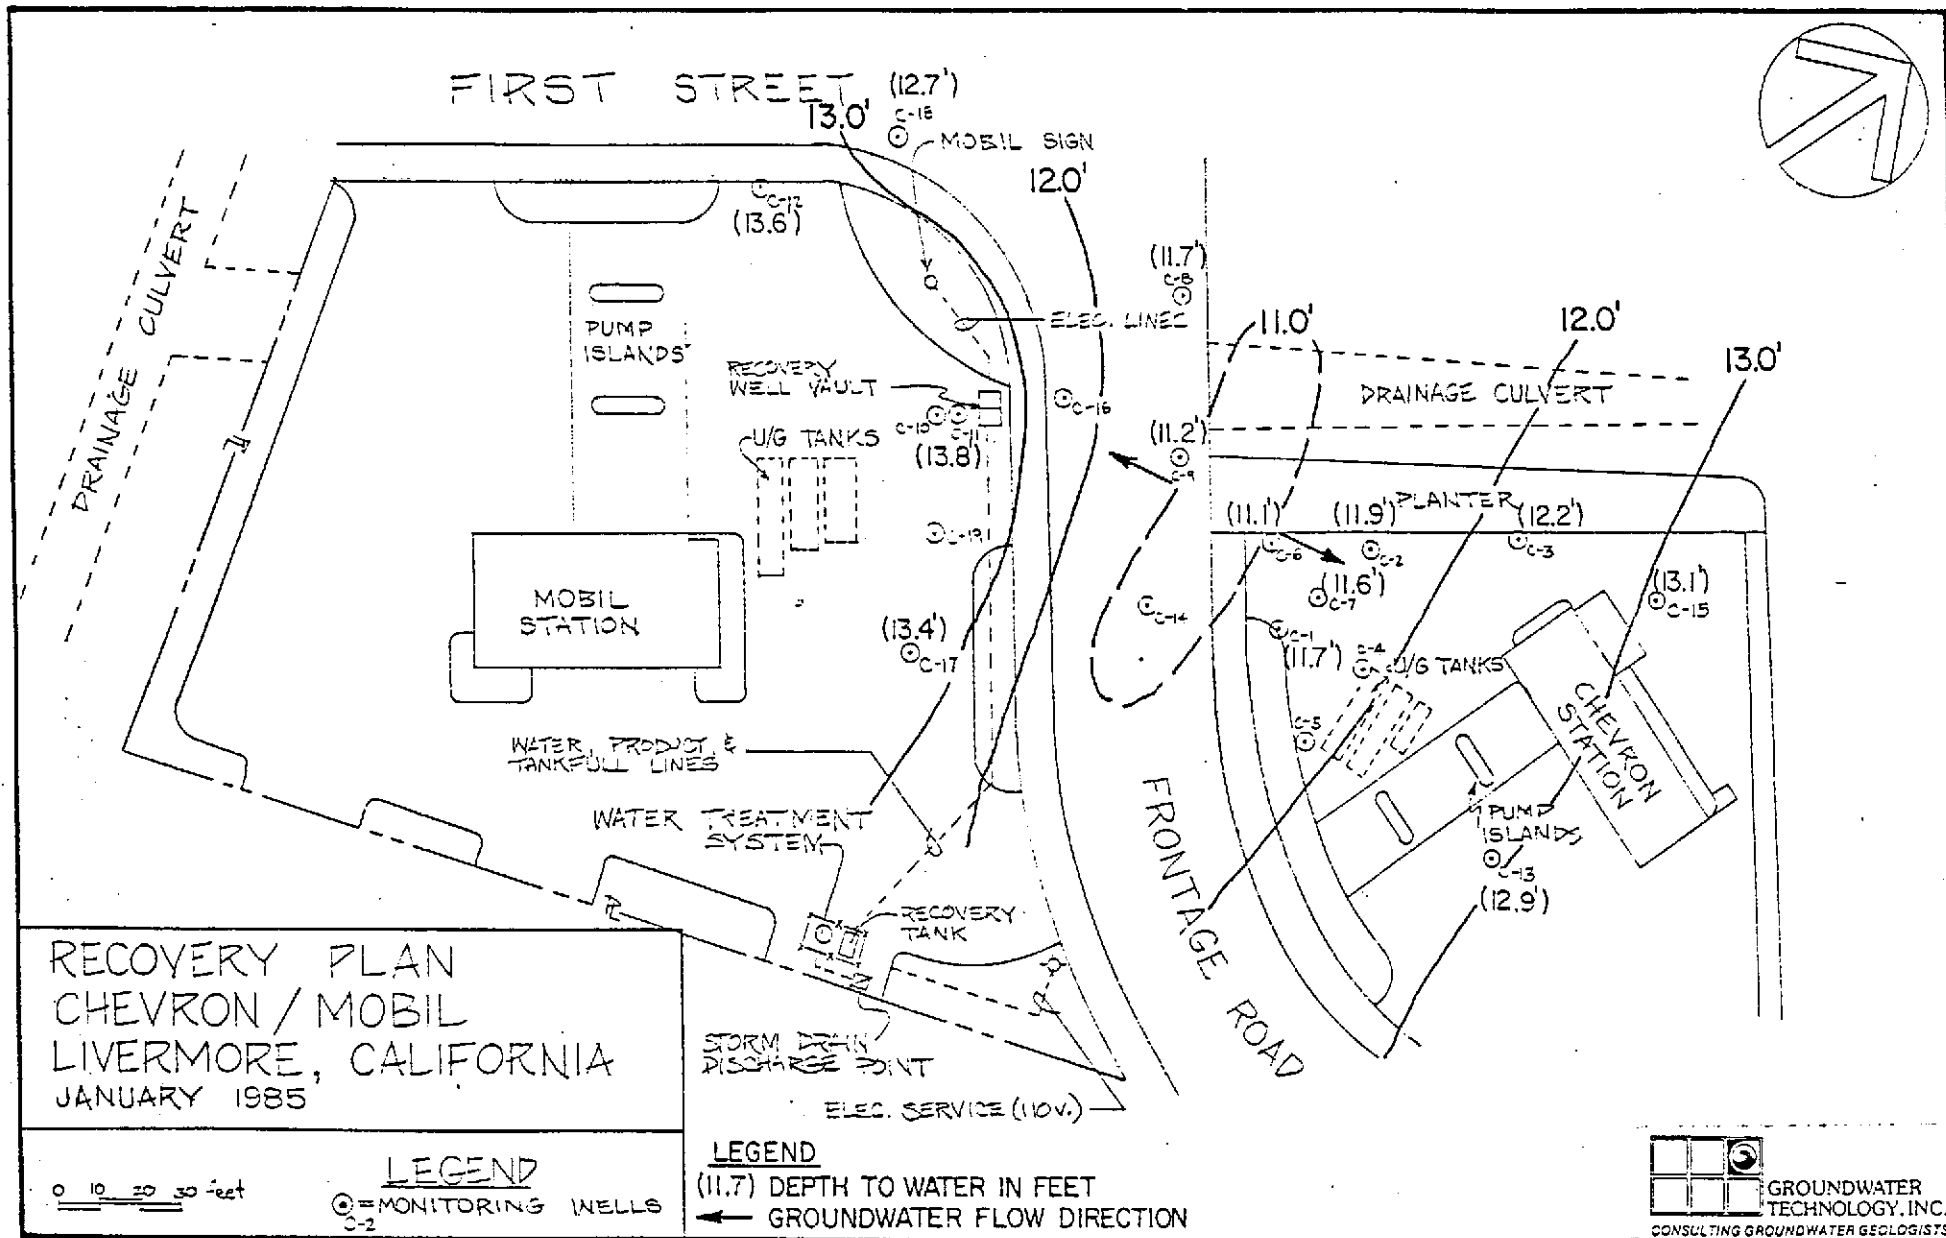 FIRST STREET
(12.7')
C-18
13.0'
MOBIL SIGN
12.0'
C-12
(13.6')
DRAINAGE CULVERT
(11.7')
C-8
PUMP
ISLANDS
ELEC. LINES
11.0'
12.0'
13.0'
RECOVERY
WELL VAULT
DRAINAGE CULVERT
C-16
C-10
C-11
(13.8')
U/G TANKS
(11.2')
C-9
PLANTER
(11.1')
C-6
(11.9')
C-2
(12.2')
C-3
C-19
(11.6')
C-7
(13.1')
C-15
MOBIL
STATION
C-14
(13.4')
C-17
C-1
(11.7')
C-4
U/G TANKS
CHEVRON
STATION
C-5
WATER, PRODUCT, &
TANKFULL LINES
WATER TREATMENT
SYSTEM
PUMP
ISLANDS
C-13
(12.9')
FRONTAGE ROAD
RECOVERY
TANK
STORM DRAIN
DISCHARGE POINT
ELEC. SERVICE (110V.)
RECOVERY PLAN
CHEVRON / MOBIL
LIVERMORE, CALIFORNIA
JANUARY 1985
0 10 20 30 feet
LEGEND
=MONITORING WELLS
C-2
LEGEND
(11.7) DEPTH TO WATER IN FEET
GROUNDWATER FLOW DIRECTION
GROUNDWATER
TECHNOLOGY, INC.
CONSULTING GROUNDWATER GEOLOGISTS